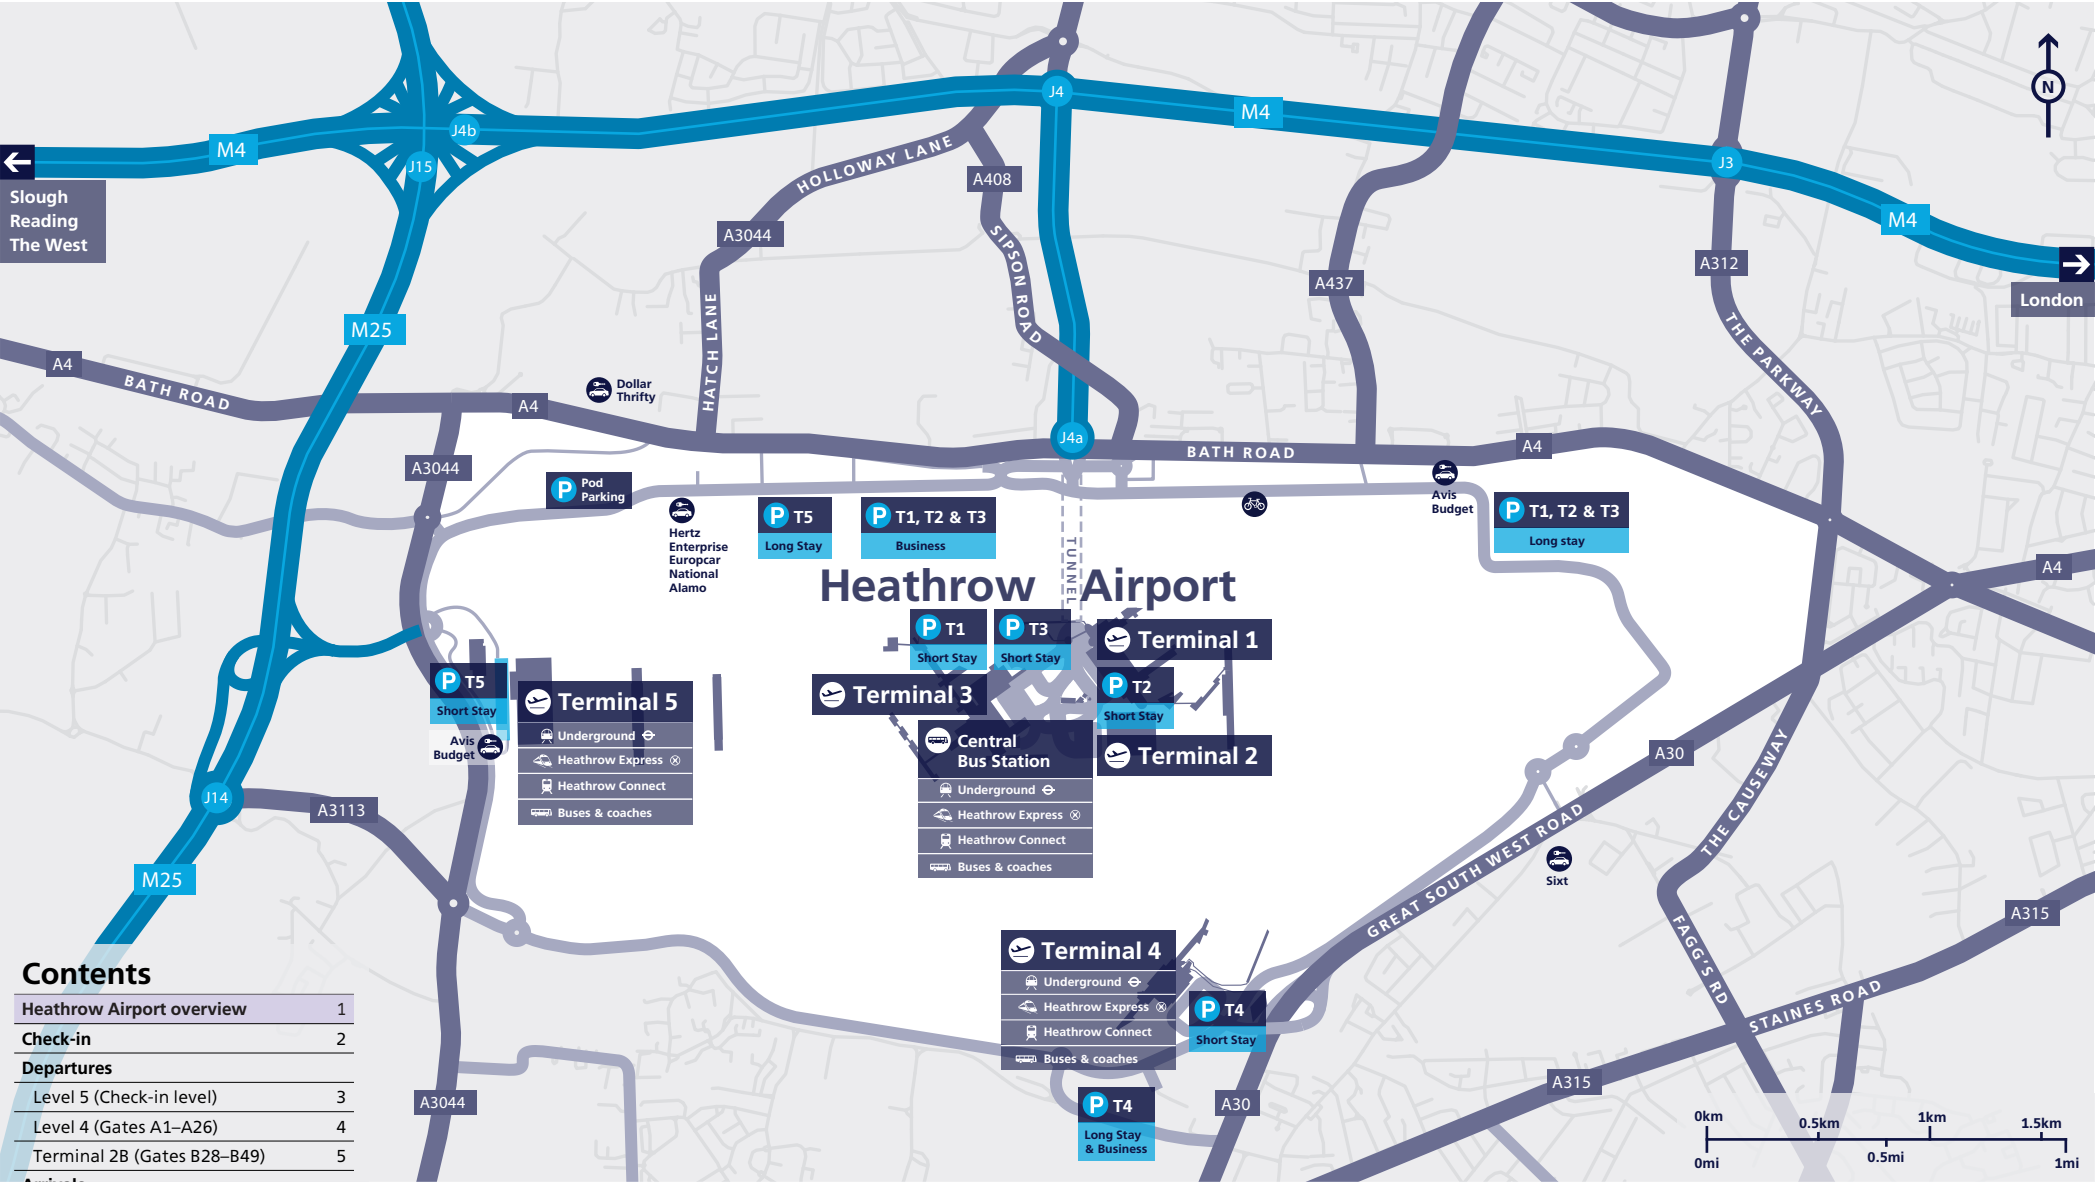 J4
M4
N
J4b
M4
J15
J3
Slough
Reading
The West
HOLLOWAY LANE
A408
M4
A3044
SIPSON ROAD
A312
A437
London
M25
HATCH LANE
THE PARKWAY
A4
BATH ROAD
Dollar
Thrifty
A4
J4a
BATH ROAD
A4
A3044
P Pod
Parking
Avis
Budget
P T5
Long Stay
P T1, T2 & T3
Business
P T1, T2 & T3
Long stay
Hertz
Enterprise
Europcar
National
Alamo
TUNNEL
A4
Heathrow Airport
P T1
Short Stay
P T3
Short Stay
Terminal 1
P T5
Short Stay
Terminal 5
Underground
Heathrow Express
Heathrow Connect
Buses & coaches
Avis
Budget
Terminal 3
P T2
Short Stay
Central
Bus Station
Underground
Heathrow Express
Heathrow Connect
Buses & coaches
Terminal 2
A30
THE CAUSEWAY
J14
A3113
GREAT SOUTH WEST ROAD
Sixt
M25
A315
FAGG'S RD
Terminal 4
Underground
Heathrow Express
Heathrow Connect
Buses & coaches
P T4
Short Stay
STAINES ROAD
A315
A3044
P T4
Long Stay
& Business
A30
Contents
Heathrow Airport overview 1
Check-in 2
Departures
Level 5 (Check-in level) 3
Level 4 (Gates A1–A26) 4
Terminal 2B (Gates B28–B49) 5
Arrivals
0km 0.5km 1km 1.5km
0mi 0.5mi 1mi